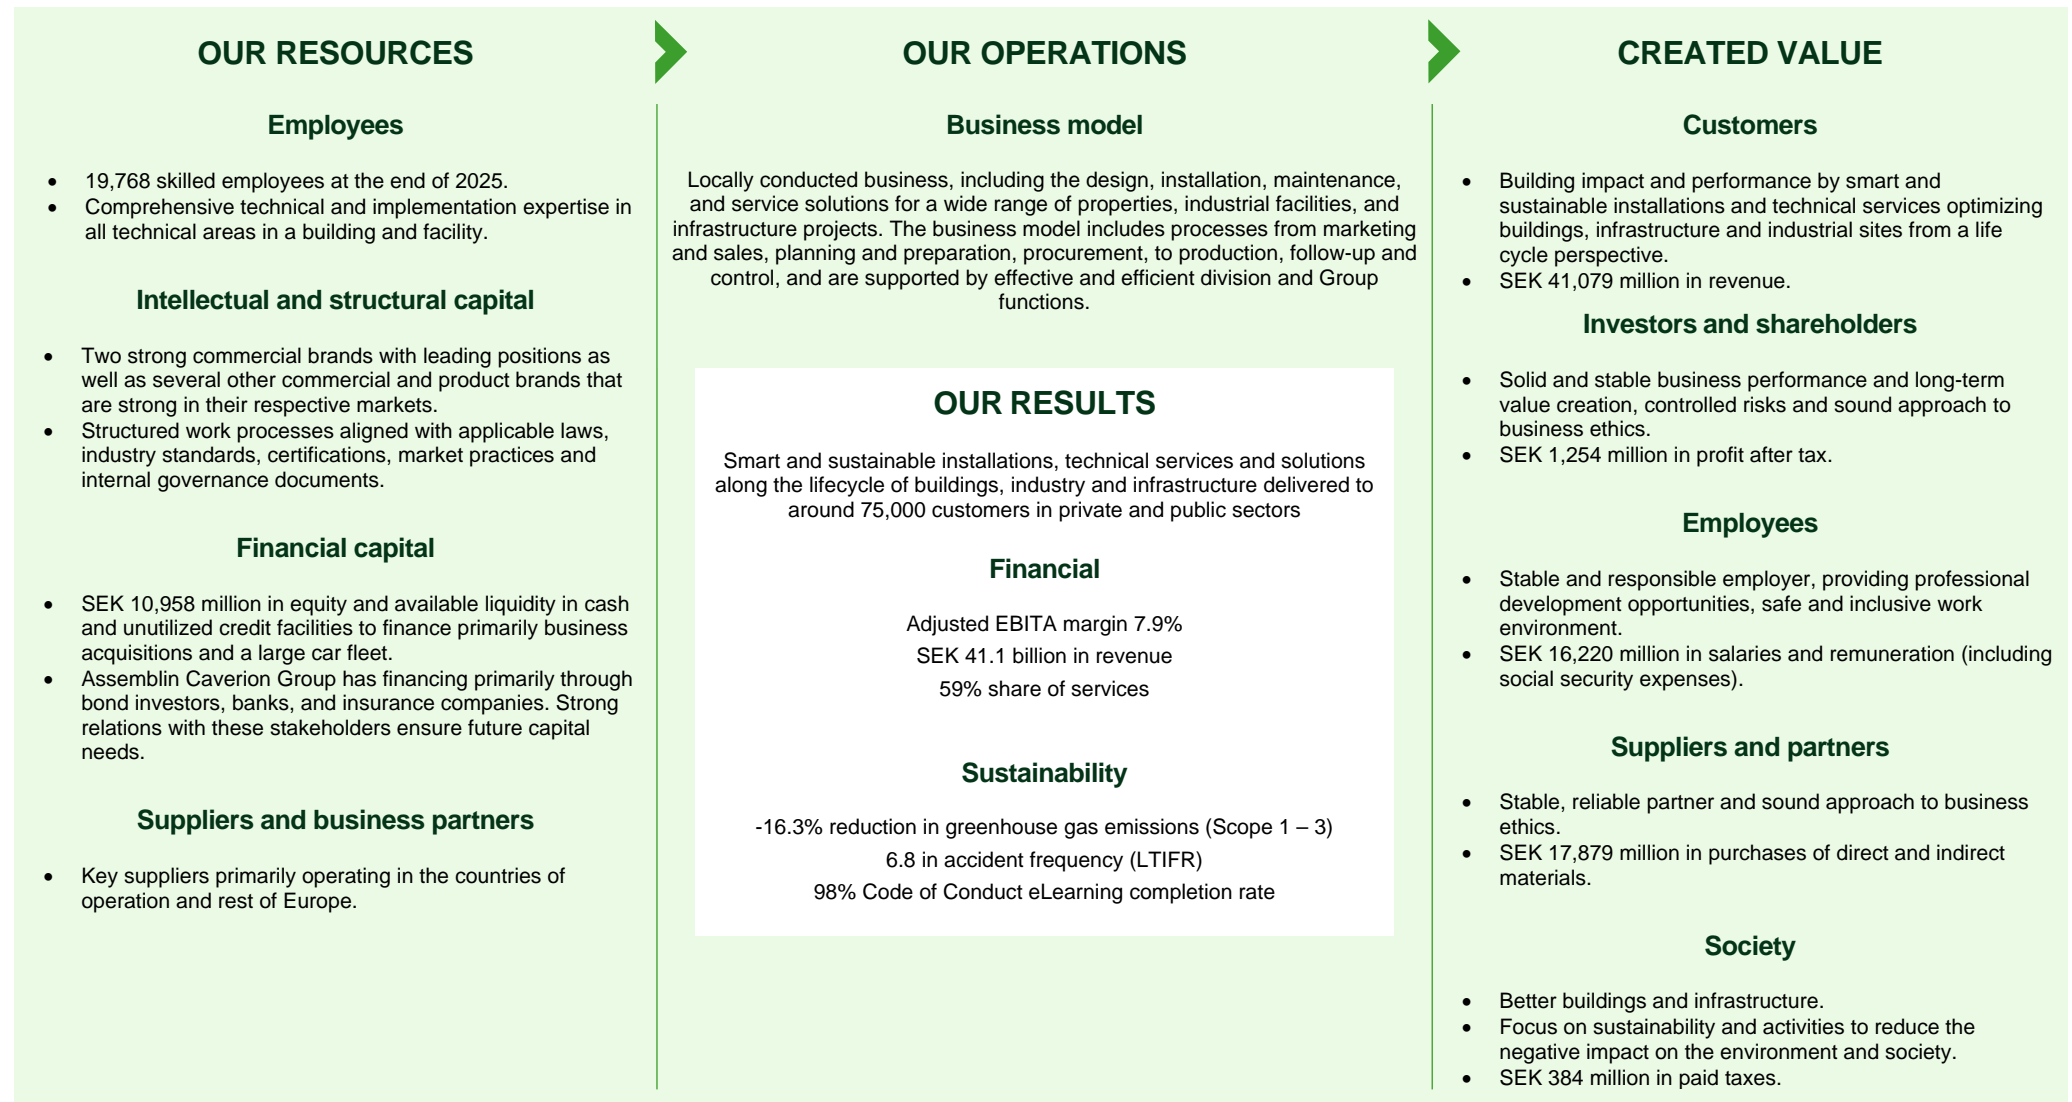 OUR RESOURCES
Employees
• 19,768 skilled employees at the end of 2025.
• Comprehensive technical and implementation expertise in
all technical areas in a building and facility.
Intellectual and structural capital
• Two strong commercial brands with leading positions as
well as several other commercial and product brands that
are strong in their respective markets.
• Structured work processes aligned with applicable laws,
industry standards, certifications, market practices and
internal governance documents.
Financial capital
• SEK 10,958 million in equity and available liquidity in cash
and unutilized credit facilities to finance primarily business
acquisitions and a large car fleet.
• Assemblin Caverion Group has financing primarily through
bond investors, banks, and insurance companies. Strong
relations with these stakeholders ensure future capital
needs.
Suppliers and business partners
• Key suppliers primarily operating in the countries of
operation and rest of Europe.
OUR OPERATIONS
Business model
Locally conducted business, including the design, installation, maintenance,
and service solutions for a wide range of properties, industrial facilities, and
infrastructure projects. The business model includes processes from marketing
and sales, planning and preparation, procurement, to production, follow-up and
control, and are supported by effective and efficient division and Group
functions.
OUR RESULTS
Smart and sustainable installations, technical services and solutions
along the lifecycle of buildings, industry and infrastructure delivered to
around 75,000 customers in private and public sectors
Financial
Adjusted EBITA margin 7.9%
SEK 41.1 billion in revenue
59% share of services
Sustainability
-16.3% reduction in greenhouse gas emissions (Scope 1 – 3)
6.8 in accident frequency (LTIFR)
98% Code of Conduct eLearning completion rate
CREATED VALUE
Customers
• Building impact and performance by smart and
sustainable installations and technical services optimizing
buildings, infrastructure and industrial sites from a life
cycle perspective.
• SEK 41,079 million in revenue.
Investors and shareholders
• Solid and stable business performance and long-term
value creation, controlled risks and sound approach to
business ethics.
• SEK 1,254 million in profit after tax.
Employees
• Stable and responsible employer, providing professional
development opportunities, safe and inclusive work
environment.
• SEK 16,220 million in salaries and remuneration (including
social security expenses).
Suppliers and partners
• Stable, reliable partner and sound approach to business
ethics.
• SEK 17,879 million in purchases of direct and indirect
materials.
Society
• Better buildings and infrastructure.
• Focus on sustainability and activities to reduce the
negative impact on the environment and society.
• SEK 384 million in paid taxes.